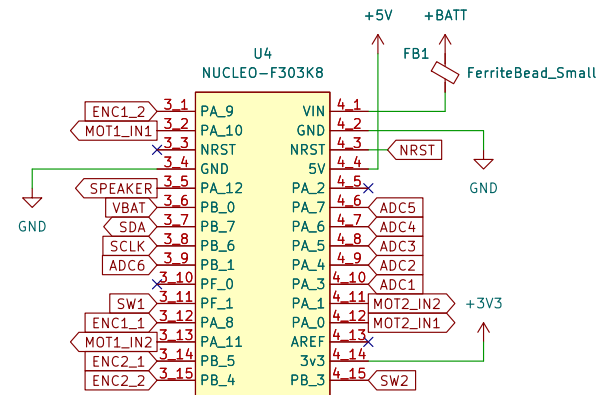 +5V +BATT
U4 FB1
NUCLEO-F303K8 FerriteBead_Small
ENC1_2 3_1 PA_9 VIN 4_1
MOT1_IN1 3_2 PA_10 GND 4_2
3_3 NRST NRST 4_3 NRST
3_4 GND 5V 4_4
SPEAKER 3_5 PA_12 PA_2 4_5 GND
VBAT 3_6 PB_0 PA_7 4_6 ADC5
GND SDA 3_7 PB_7 PA_6 4_7 ADC4
SCLK 3_8 PB_6 PA_5 4_8 ADC3
ADC6 3_9 PB_1 PA_4 4_9 ADC2
3_10 PF_0 PA_3 4_10 ADC1
SW1 3_11 PF_1 PA_1 4_11 MOT2_IN2 +3V3
ENC1_1 3_12 PA_8 PA_0 4_12 MOT2_IN1
MOT1_IN2 3_13 PA_11 AREF 4_13
ENC2_1 3_14 PB_5 3v3 4_14
ENC2_2 3_15 PB_4 PB_3 4_15 SW2